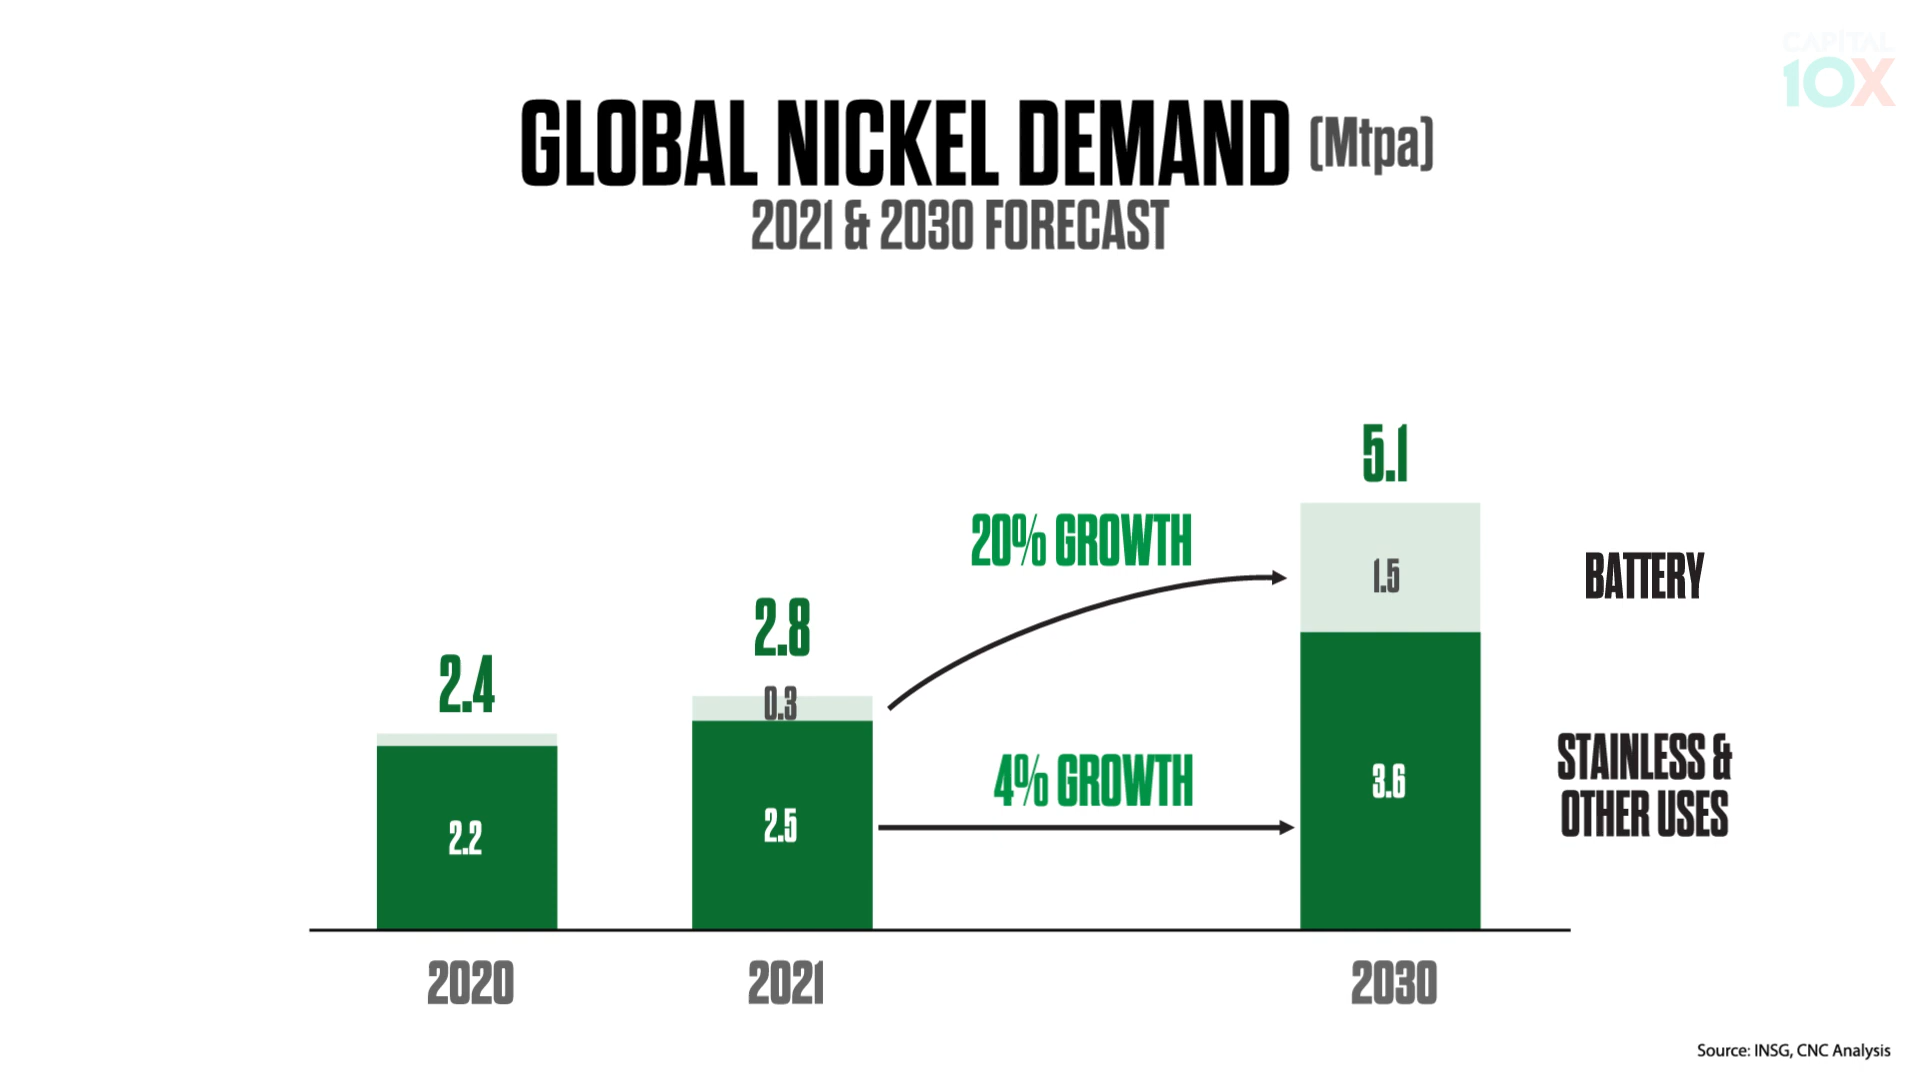 CAPITAL
10X
GLOBAL NICKEL DEMAND (Mtpa)
2021 & 2030 FORECAST
5.1
20% GROWTH
1.5
BATTERY
2.8
0.3
2.4
4% GROWTH
STAINLESS &
OTHER USES
3.6
2.5
2.2
2020
2021
2030
Source: INSG, CNC Analysis